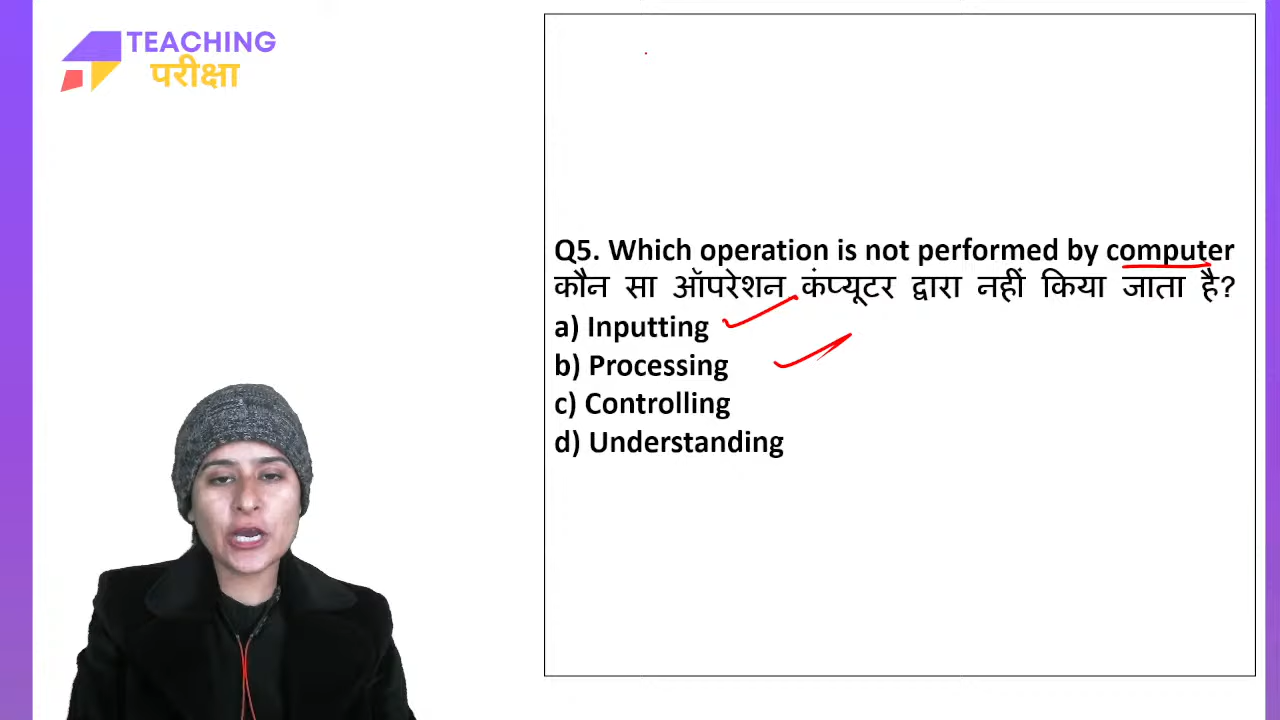 TEACHING
परीक्षा
Q5. Which operation is not performed by computer
कौन सा ऑपरेशन कंप्यूटर द्वारा नहीं किया जाता है?
a) Inputting
b) Processing
c) Controlling
d) Understanding